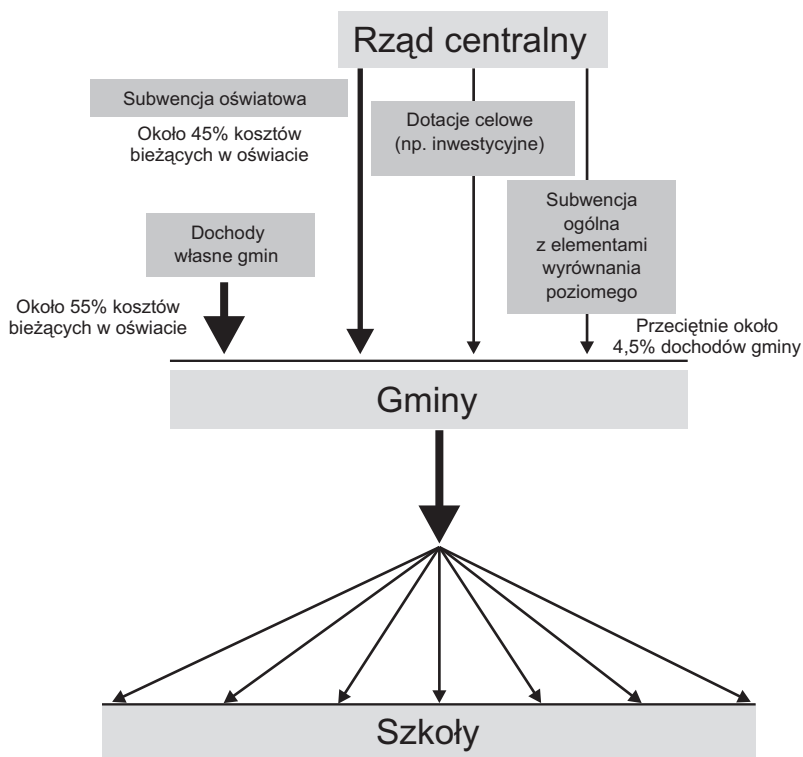 Rząd centralny
Subwencja oświatowa
Około 45% kosztów
bieżących w oświacie
Dotacje celowe
(np. inwestycyjne)
Subwencja
ogólna
z elementami
wyrównania
poziomego
Dochody
własne gmin
Około 55% kosztów
bieżących w oświacie
Przeciętnie około
4,5% dochodów gminy
Gminy
Szkoły